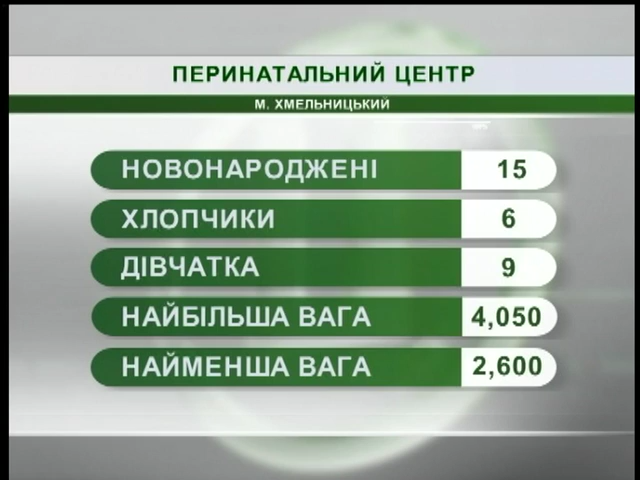 ПЕРИНАТАЛЬНИЙ ЦЕНТР
М. ХМЕЛЬНИЦЬКИЙ
НОВОНАРОДЖЕНІ 15
ХЛОПЧИКИ 6
ДІВЧАТКА 9
НАЙБІЛЬША ВАГА 4,050
НАЙМЕНША ВАГА 2,600